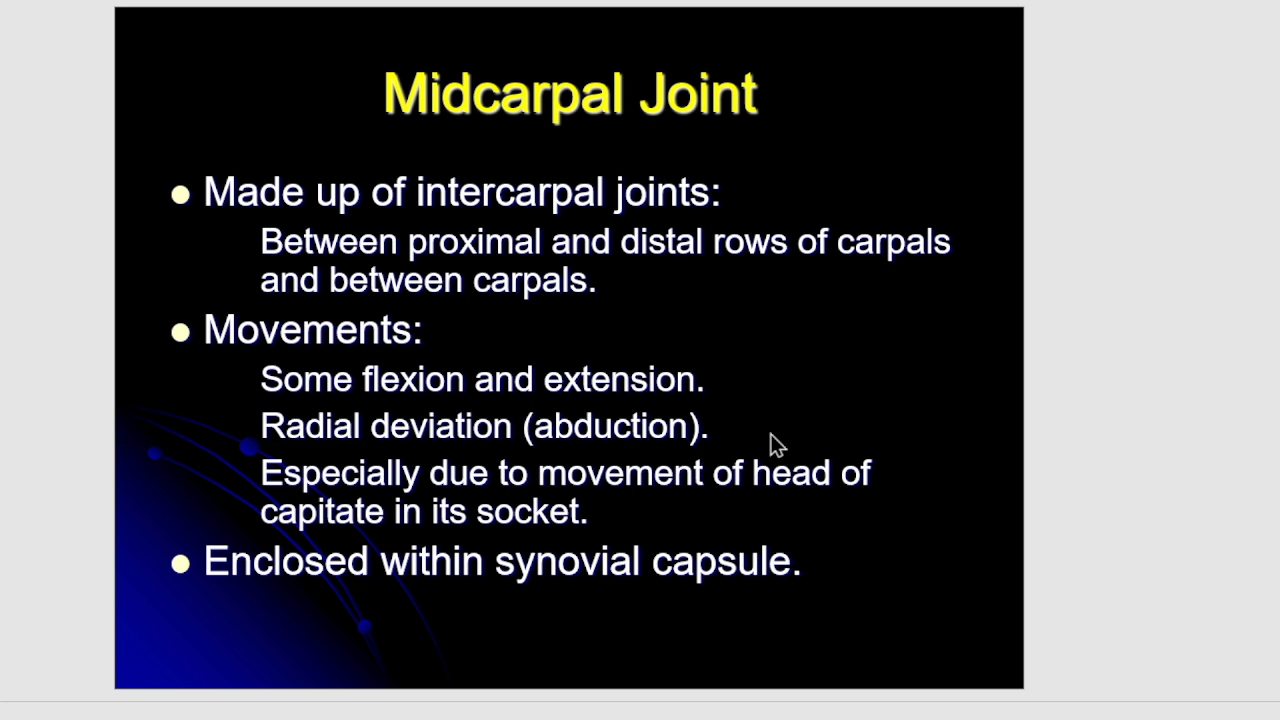 Midcarpal Joint
Made up of intercarpal joints:
Between proximal and distal rows of carpals
and between carpals.
Movements:
Some flexion and extension.
Radial deviation (abduction).
Especially due to movement of head of
capitate in its socket.
Enclosed within synovial capsule.